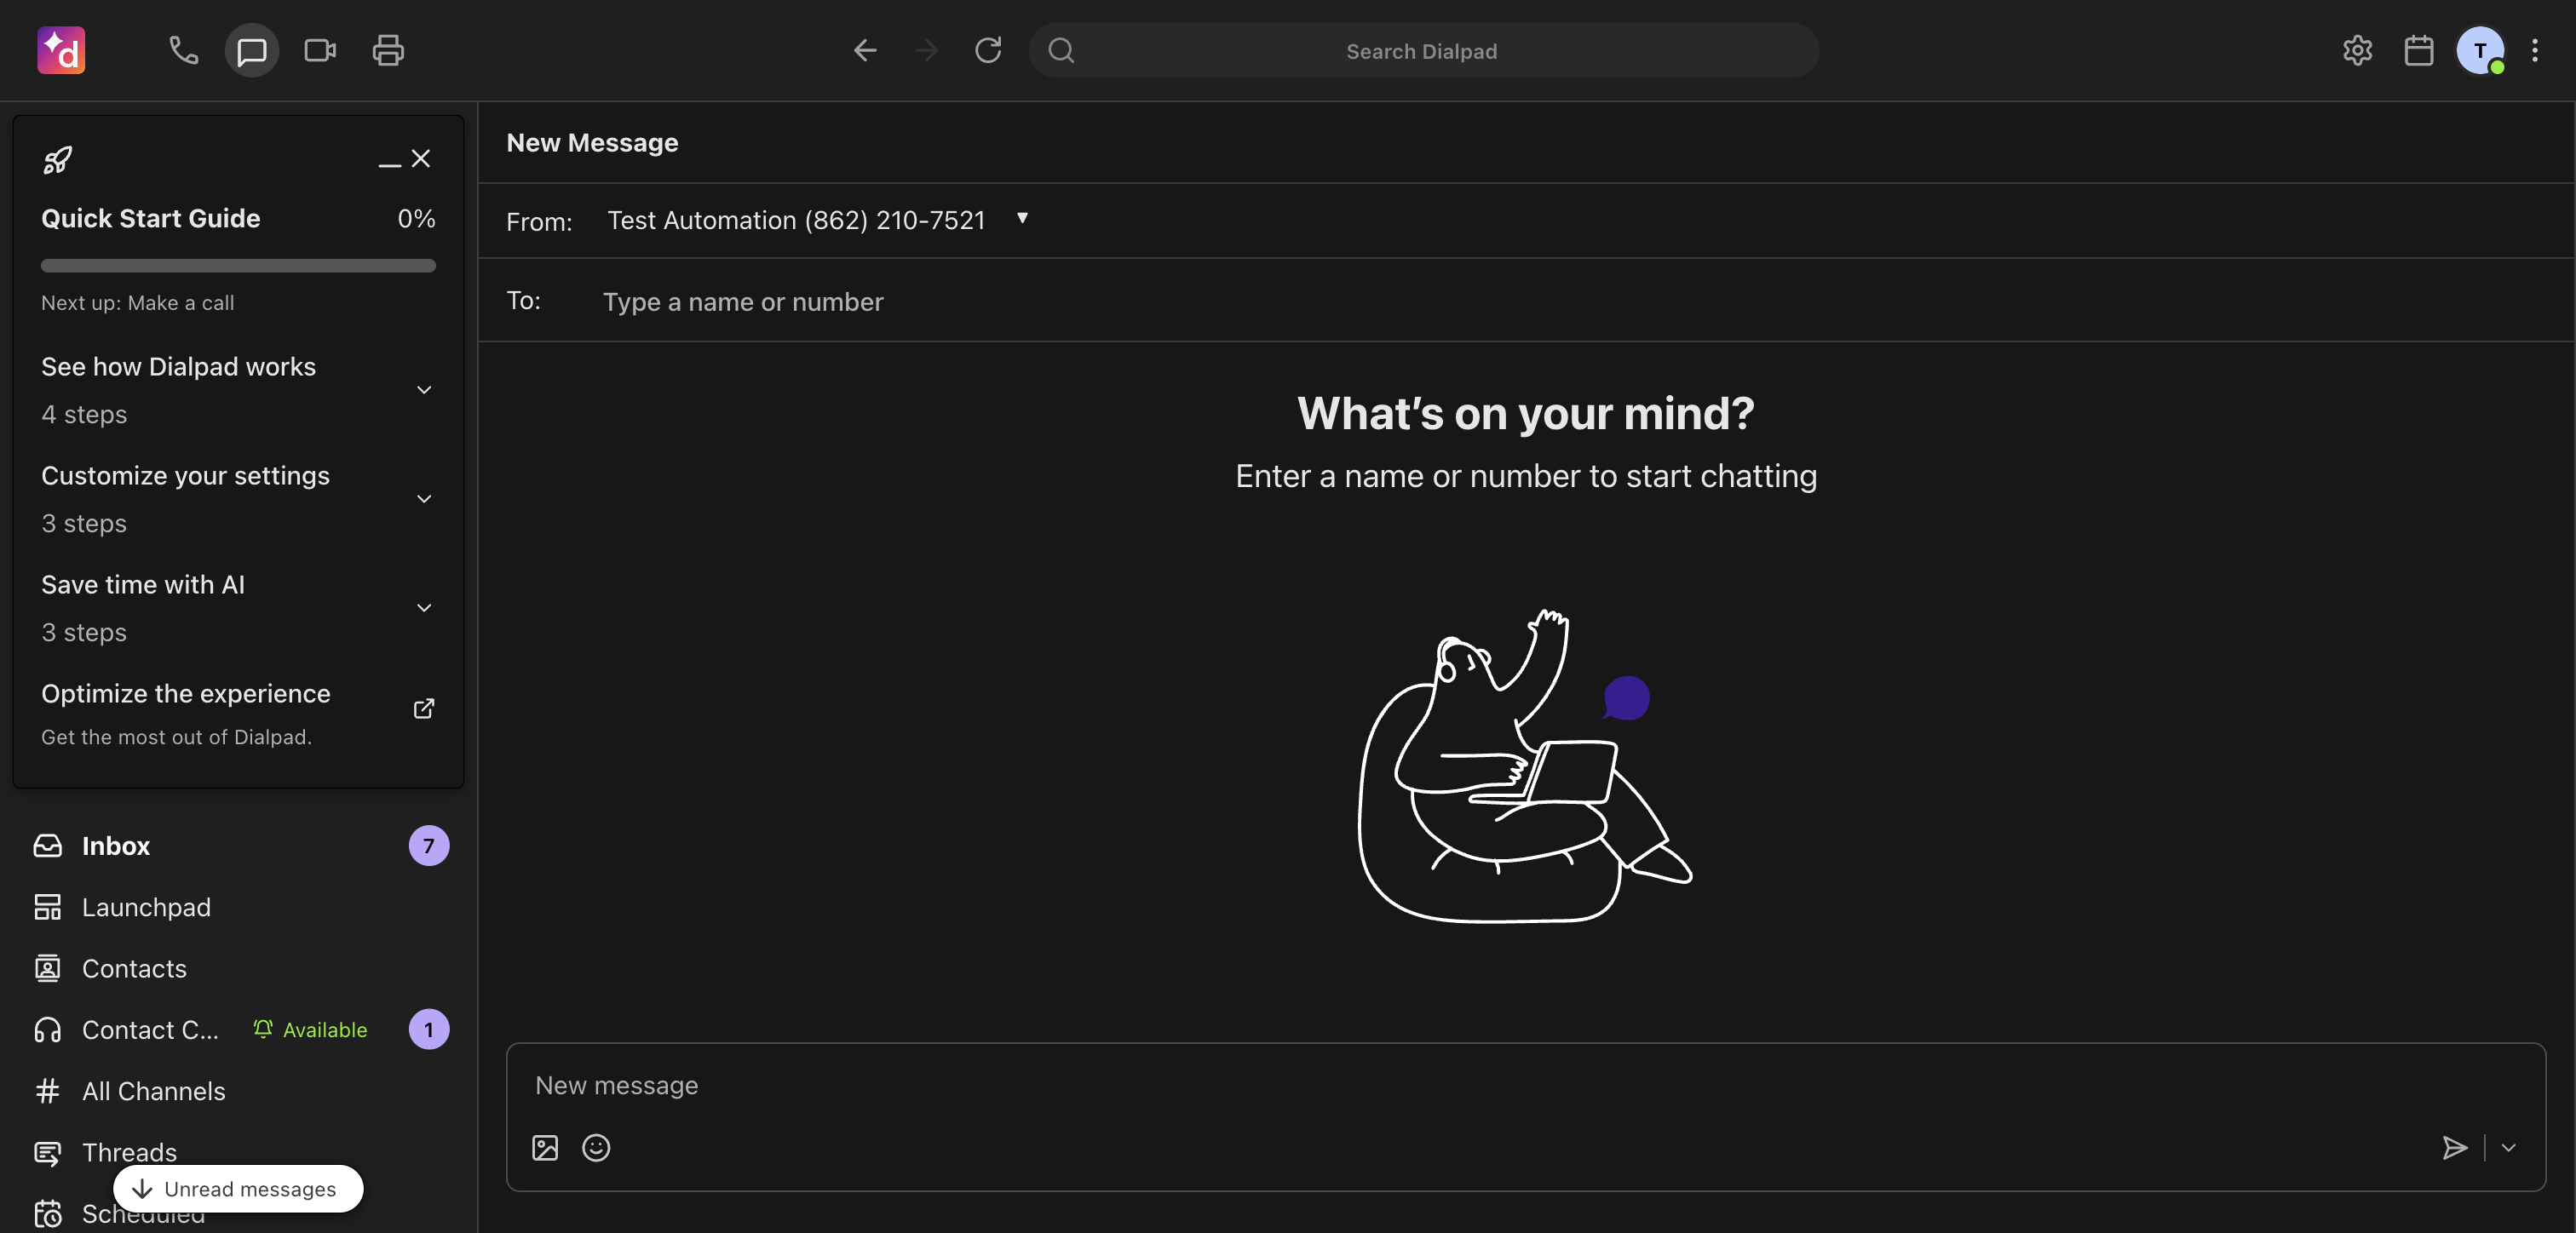 d
Search Dialpad
T
Quick Start Guide
0%
Next up: Make a call
See how Dialpad works
4 steps
Customize your settings
3 steps
Save time with AI
3 steps
Optimize the experience
Get the most out of Dialpad.
Inbox
7
Launchpad
Contacts
Contact C...
Available
1
All Channels
Threads
Unread messages
Scheduled
New Message
From:
Test Automation (862) 210-7521
To:
Type a name or number
What’s on your mind?
Enter a name or number to start chatting
New message